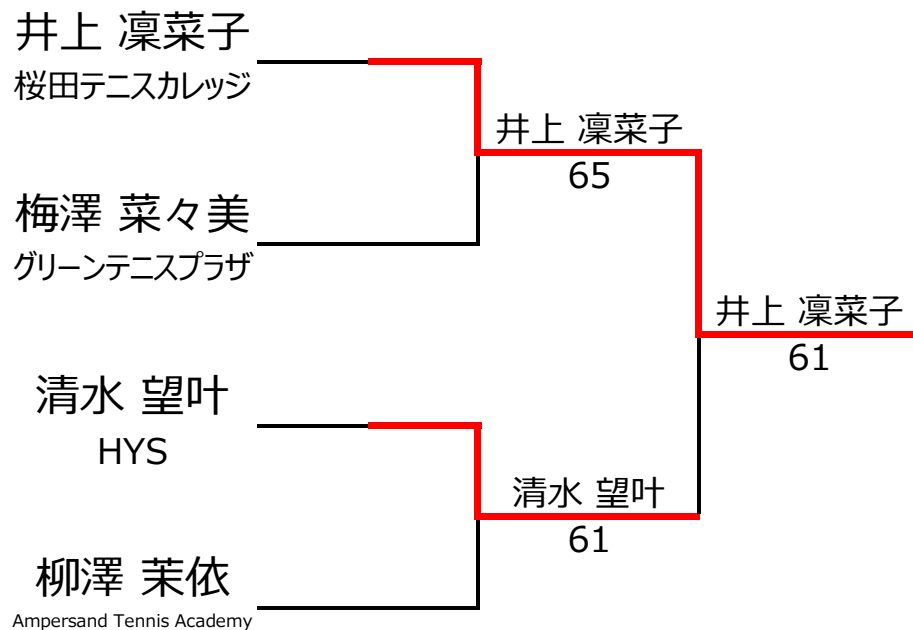 井上 凜菜子
桜田テニスカレッジ
井上 凜菜子
65
梅澤 菜々美
グリーンテニスプラザ
井上 凜菜子
61
清水 望叶
HYS
清水 望叶
61
柳澤 茉依
Ampersand Tennis Academy